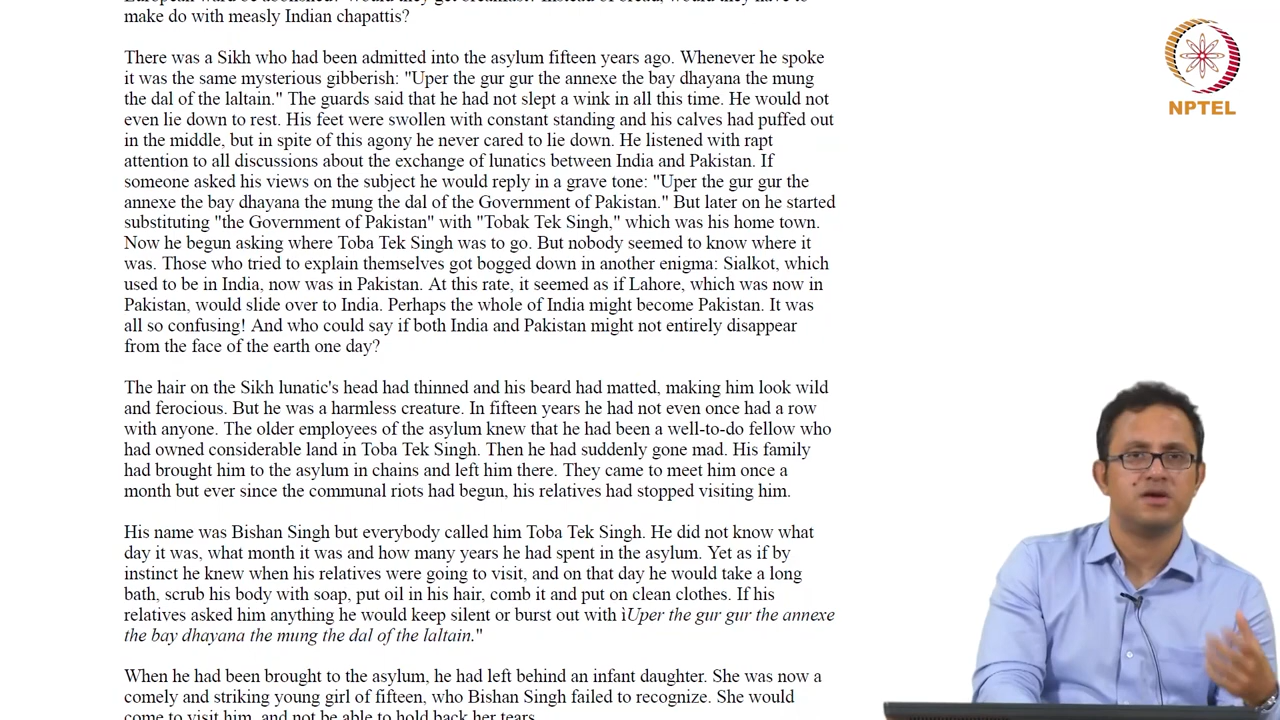 make do with measly Indian chapattis?
There was a Sikh who had been admitted into the asylum fifteen years ago. Whenever he spoke
it was the same mysterious gibberish: "Uper the gur gur the annexe the bay dhayana the mung
the dal of the laltain." The guards said that he had not slept a wink in all this time. He would not
even lie down to rest. His feet were swollen with constant standing and his calves had puffed out
in the middle, but in spite of this agony he never cared to lie down. He listened with rapt
attention to all discussions about the exchange of lunatics between India and Pakistan. If
someone asked his views on the subject he would reply in a grave tone: "Uper the gur gur the
annexe the bay dhayana the mung the dal of the Government of Pakistan." But later on he started
substituting "the Government of Pakistan" with "Tobak Tek Singh," which was his home town.
Now he begun asking where Toba Tek Singh was to go. But nobody seemed to know where it
was. Those who tried to explain themselves got bogged down in another enigma: Sialkot, which
used to be in India, now was in Pakistan. At this rate, it seemed as if Lahore, which was now in
Pakistan, would slide over to India. Perhaps the whole of India might become Pakistan. It was
all so confusing! And who could say if both India and Pakistan might not entirely disappear
from the face of the earth one day?
The hair on the Sikh lunatic's head had thinned and his beard had matted, making him look wild
and ferocious. But he was a harmless creature. In fifteen years he had not even once had a row
with anyone. The older employees of the asylum knew that he had been a well-to-do fellow who
had owned considerable land in Toba Tek Singh. Then he had suddenly gone mad. His family
had brought him to the asylum in chains and left him there. They came to meet him once a
month but ever since the communal riots had begun, his relatives had stopped visiting him.
His name was Bishan Singh but everybody called him Toba Tek Singh. He did not know what
day it was, what month it was and how many years he had spent in the asylum. Yet as if by
instinct he knew when his relatives were going to visit, and on that day he would take a long
bath, scrub his body with soap, put oil in his hair, comb it and put on clean clothes. If his
relatives asked him anything he would keep silent or burst out with ìUper the gur gur the annexe
the bay dhayana the mung the dal of the laltain."
When he had been brought to the asylum, he had left behind an infant daughter. She was now a
comely and striking young girl of fifteen, who Bishan Singh failed to recognize. She would
come to visit him, and not be able to hold back her tears.
NPTEL